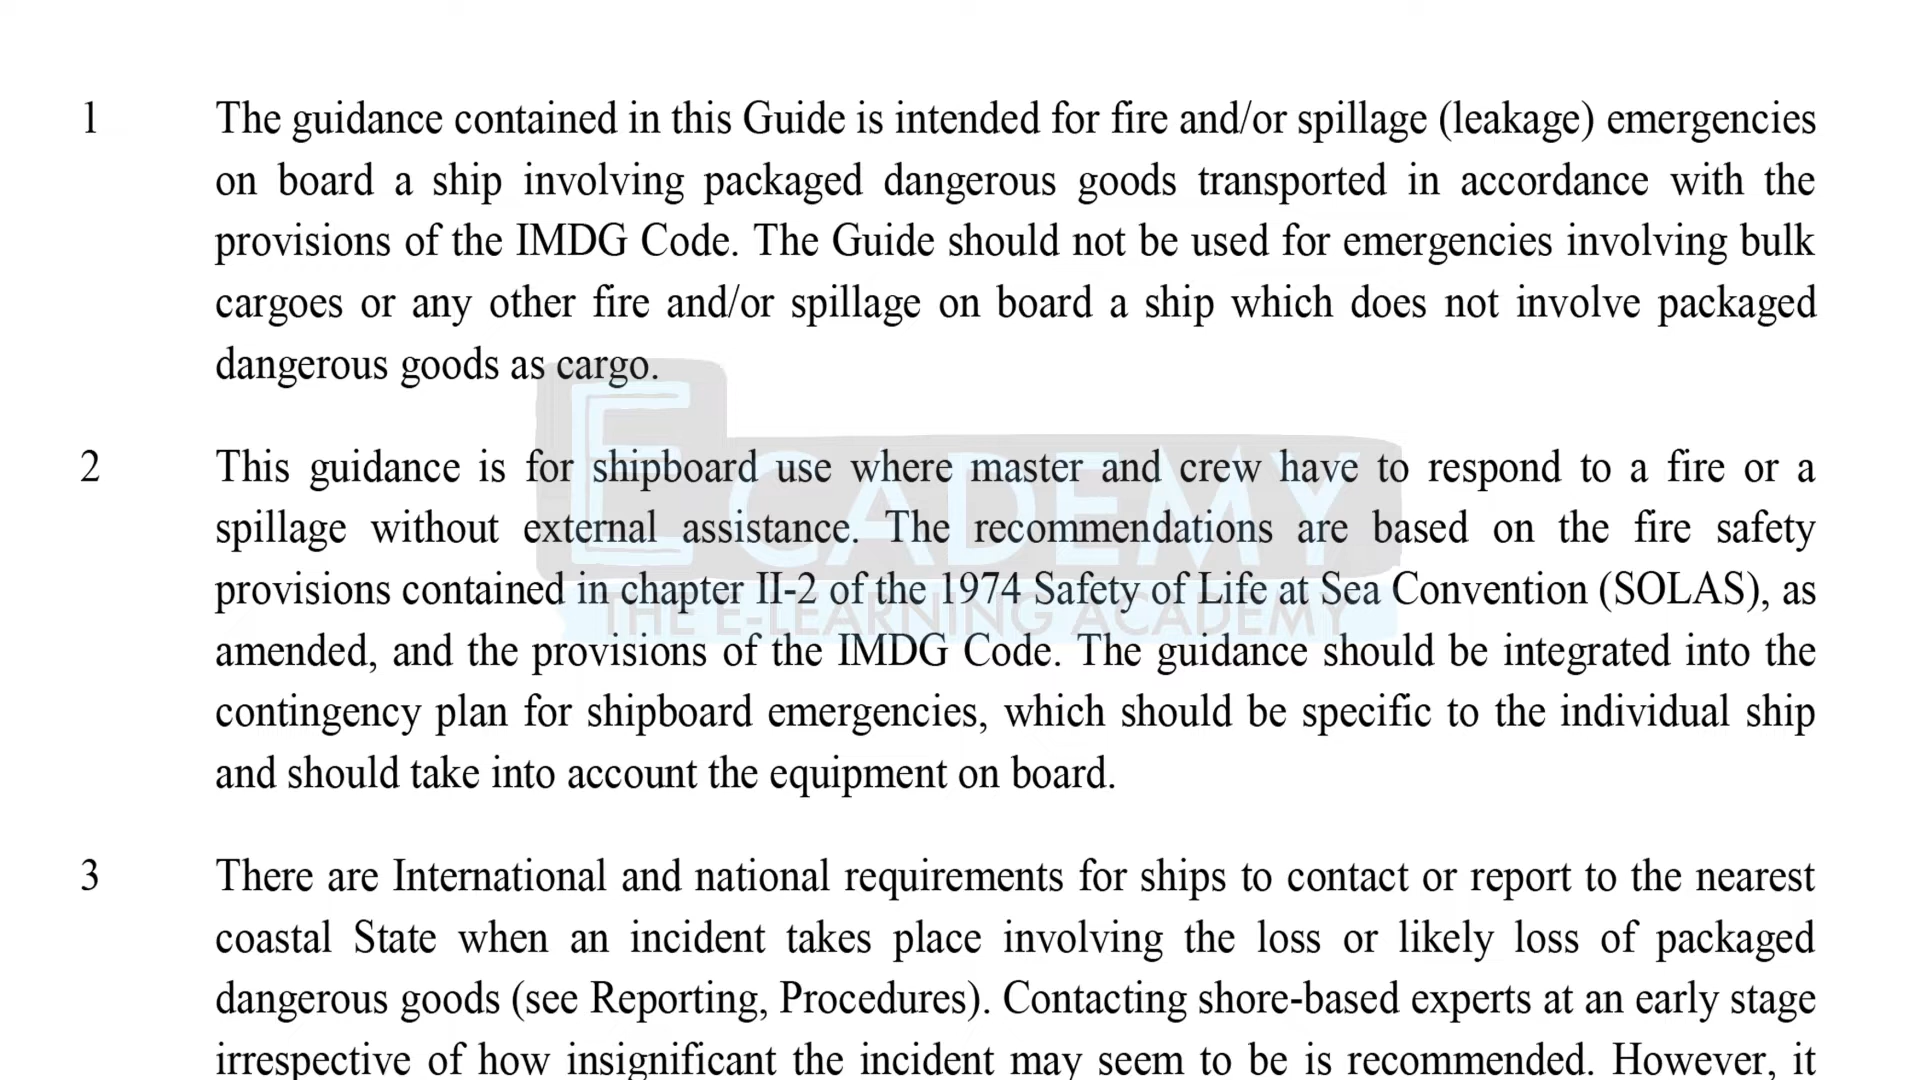 1 The guidance contained in this Guide is intended for fire and/or spillage (leakage) emergencies
on board a ship involving packaged dangerous goods transported in accordance with the
provisions of the IMDG Code. The Guide should not be used for emergencies involving bulk
cargoes or any other fire and/or spillage on board a ship which does not involve packaged
dangerous goods as cargo.
2 This guidance is for shipboard use where master and crew have to respond to a fire or a
spillage without external assistance. The recommendations are based on the fire safety
provisions contained in chapter II-2 of the 1974 Safety of Life at Sea Convention (SOLAS), as
amended, and the provisions of the IMDG Code. The guidance should be integrated into the
contingency plan for shipboard emergencies, which should be specific to the individual ship
and should take into account the equipment on board.
ECADEMY
THE E-LEARNING ACADEMY
3 There are International and national requirements for ships to contact or report to the nearest
coastal State when an incident takes place involving the loss or likely loss of packaged
dangerous goods (see Reporting, Procedures). Contacting shore-based experts at an early stage
irrespective of how insignificant the incident may seem to be is recommended. However, it